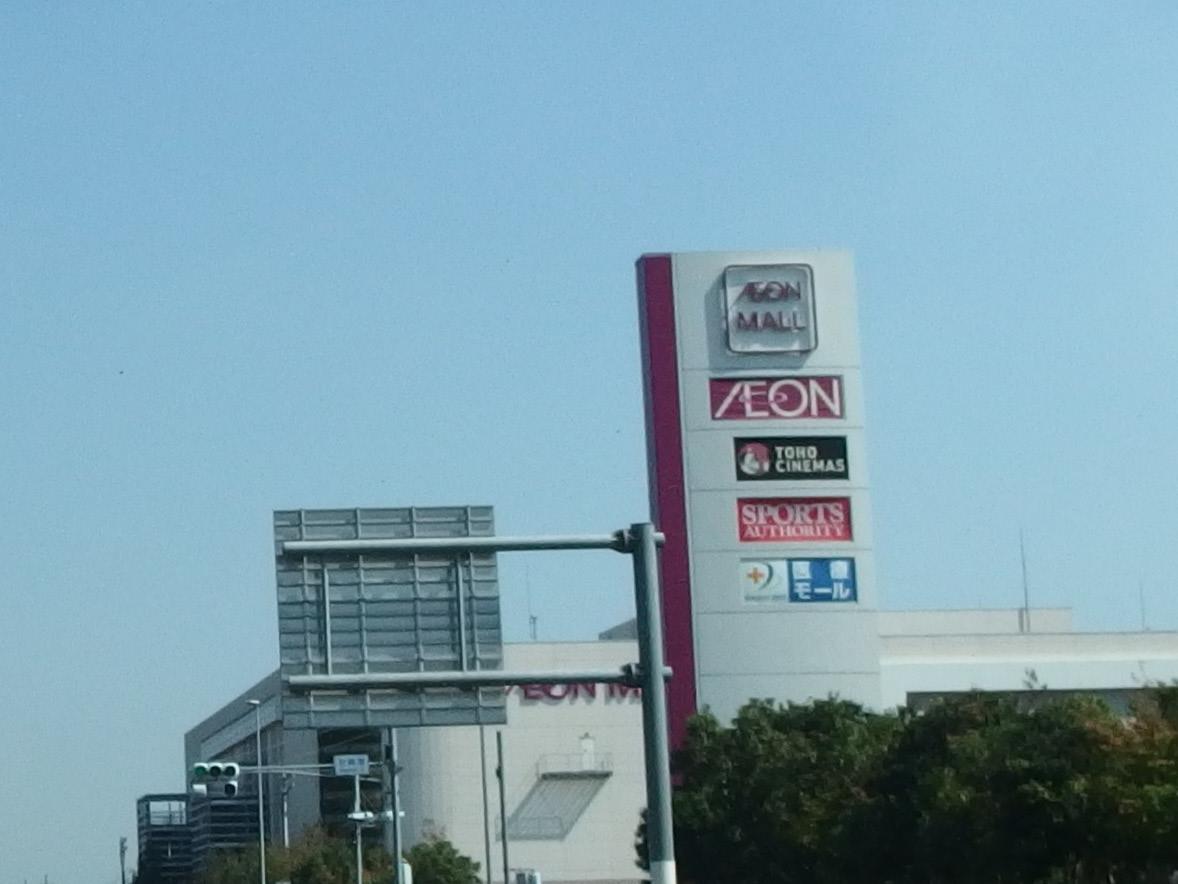 ÆON
MALL
ÆON
TOHO
CINEMAS
SPORTS
AUTHORITY
医療
モール
ÆON M